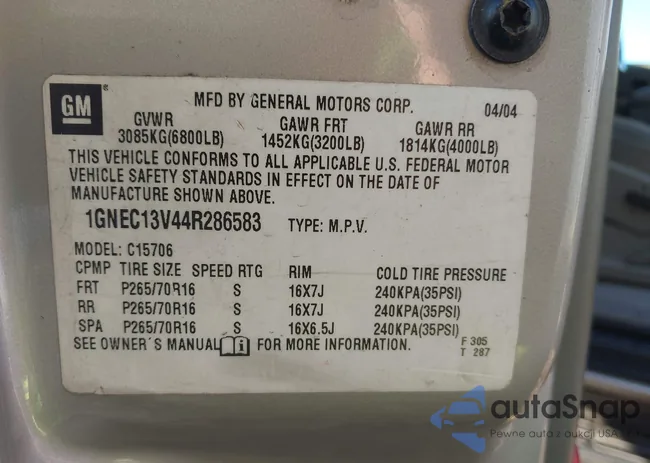 GM
MFD BY GENERAL MOTORS CORP. 04/04
GVWR GAWR FRT GAWR RR
3085KG(6800LB) 1452KG(3200LB) 1814KG(4000LB)
THIS VEHICLE CONFORMS TO ALL APPLICABLE U.S. FEDERAL MOTOR
VEHICLE SAFETY STANDARDS IN EFFECT ON THE DATE OF
MANUFACTURE SHOWN ABOVE.
1GNEC13V44R286583 TYPE: M.P.V.
MODEL: C15706
CPMP TIRE SIZE SPEED RTG RIM COLD TIRE PRESSURE
FRT P265/70R16 S 16X7J 240KPA(35PSI)
RR P265/70R16 S 16X7J 240KPA(35PSI)
SPA P265/70R16 S 16X6.5J 240KPA(35PSI)
SEE OWNER'S MANUAL i FOR MORE INFORMATION. F 305
T 287
autaSnap
Pewne auta z aukcji USA